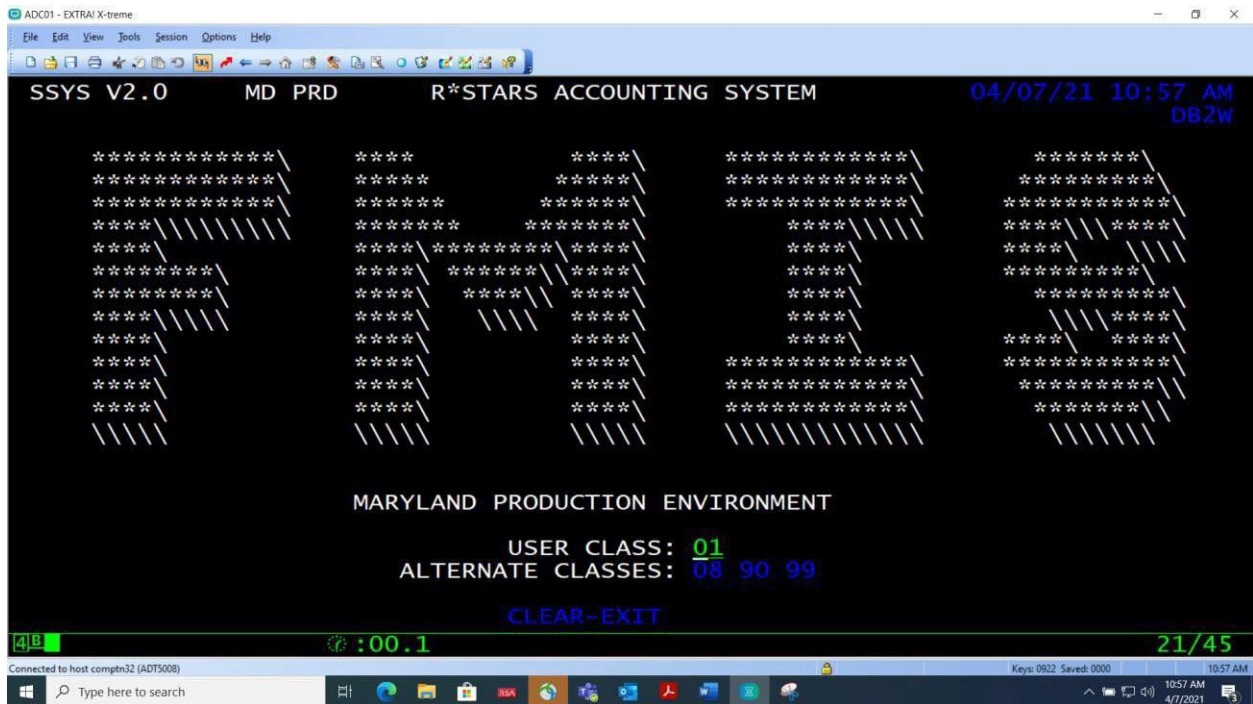 ADC01 - EXTRA! X-treme
File Edit View Tools Session Options Help
SSYS V2.0 MD PRD R*STARS ACCOUNTING SYSTEM 04/07/21 10:57 AM
DB2W
FMIS
MARYLAND PRODUCTION ENVIRONMENT
USER CLASS: 01
ALTERNATE CLASSES: 08 90 99
CLEAR-EXIT
4B :00.1 21/45
Connected to host comptn32 (ADT5008) Keys: 0922 Saved: 0000 10:57 AM
Type here to search RSA 10:57 AM
4/7/2021 3